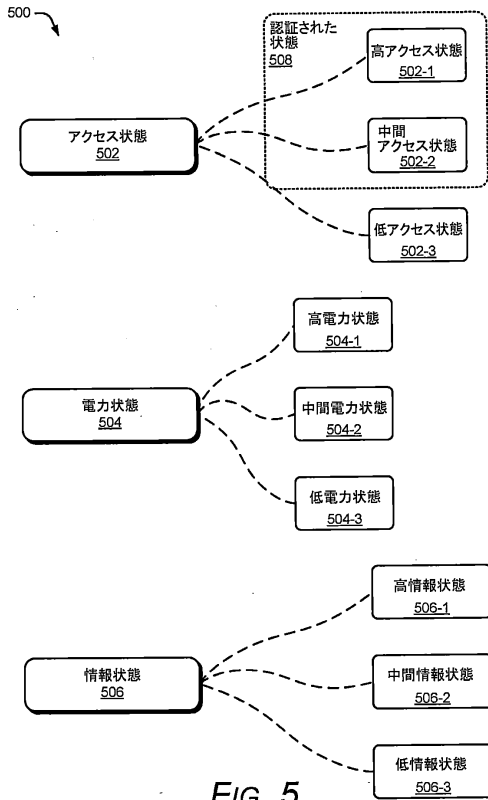 500
認証された
状態
508
高アクセス状態
502-1
アクセス状態
502
中間
アクセス状態
502-2
低アクセス状態
502-3
高電力状態
504-1
電力状態
504
中間電力状態
504-2
低電力状態
504-3
高情報状態
506-1
情報状態
506
中間情報状態
506-2
低情報状態
506-3
FIG. 5